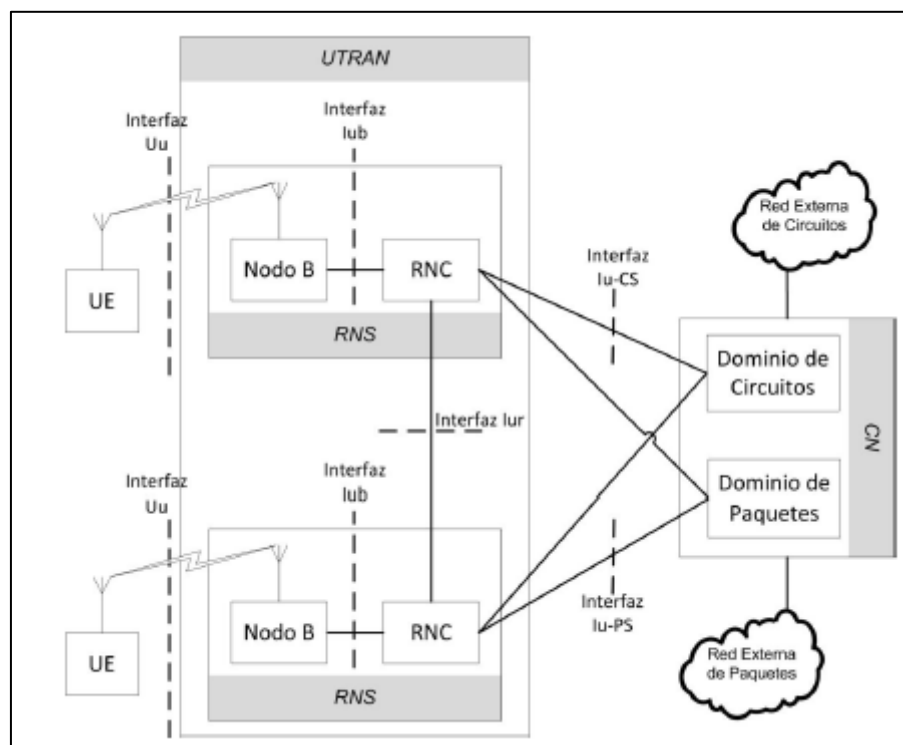 UTRAN
Interfaz
Uu
Interfaz
Iub
Nodo B
RNC
UE
RNS
Interfaz
Iu-CS
Red Externa
de Circuitos
Dominio de
Circuitos
CN
Interfaz Iur
Dominio de
Paquetes
Interfaz
Uu
Interfaz
Iub
Nodo B
RNC
UE
RNS
Interfaz
Iu-PS
Red Externa
de Paquetes